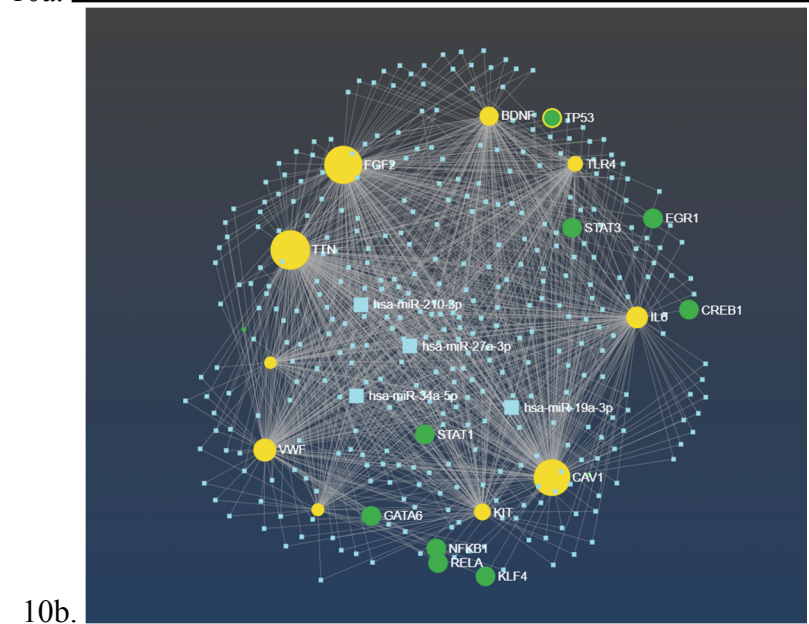 BDNF
TP53
FGF2
TLR4
EGR1
STAT3
TTN
hsa-miR-210-3p
CREB1
IL6
hsa-miR-27a-3p
hsa-miR-34a-5p
hsa-miR-19a-3p
STAT1
VWF
CAV1
GATA6
KIT
NFKB1
RELA
KLF4
10b.